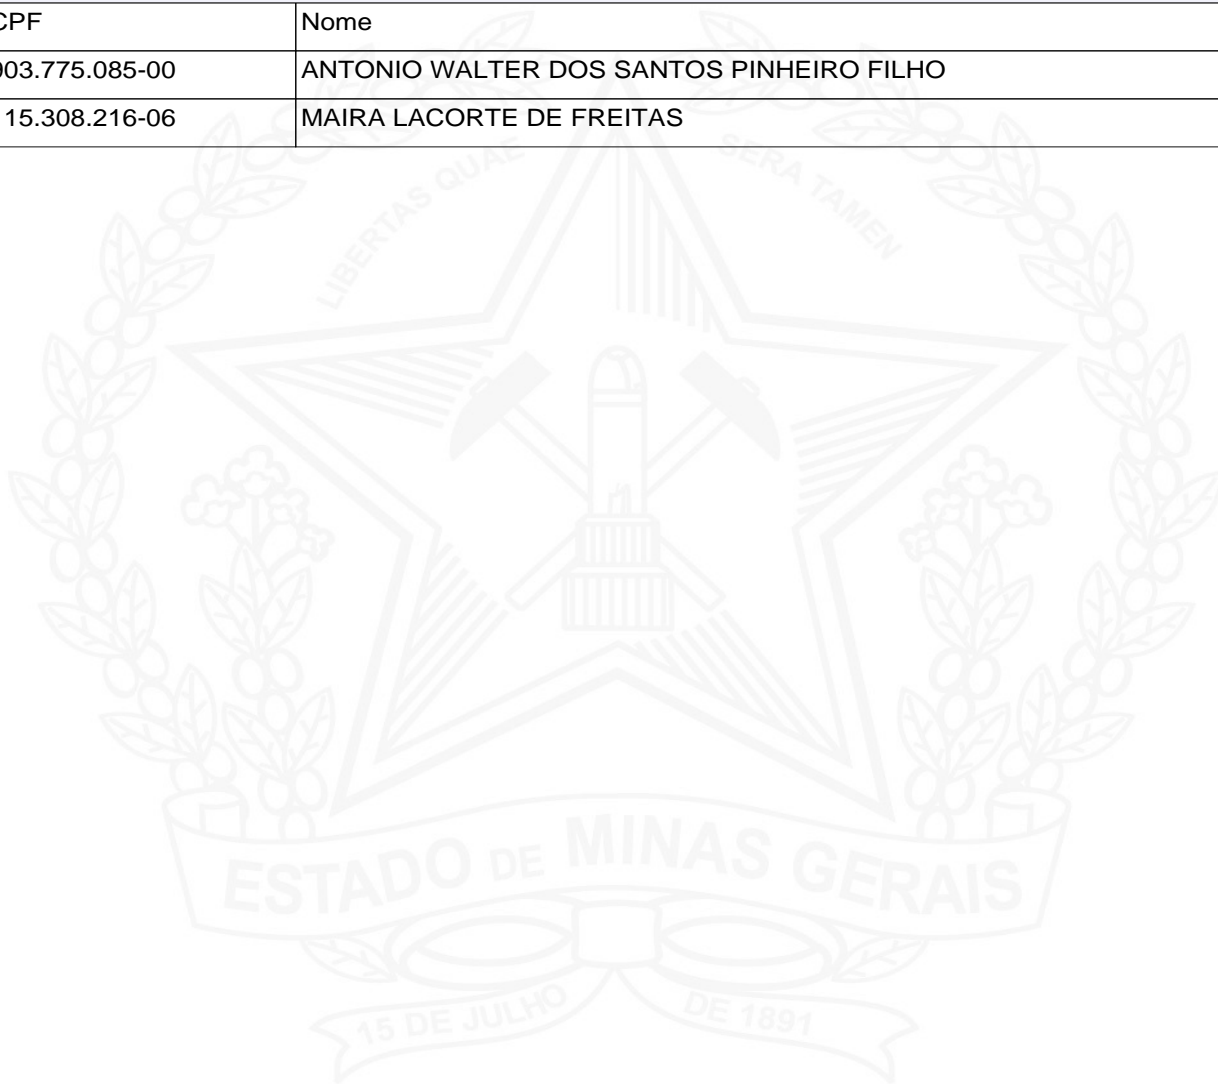 CPF Nome
903.775.085-00 ANTONIO WALTER DOS SANTOS PINHEIRO FILHO
15.308.216-06 MAIRA LACORTE DE FREITAS
LIBERTAS QUAE SERA TAMEN
ESTADO DE MINAS GERAIS
15 DE JULHO DE 1891